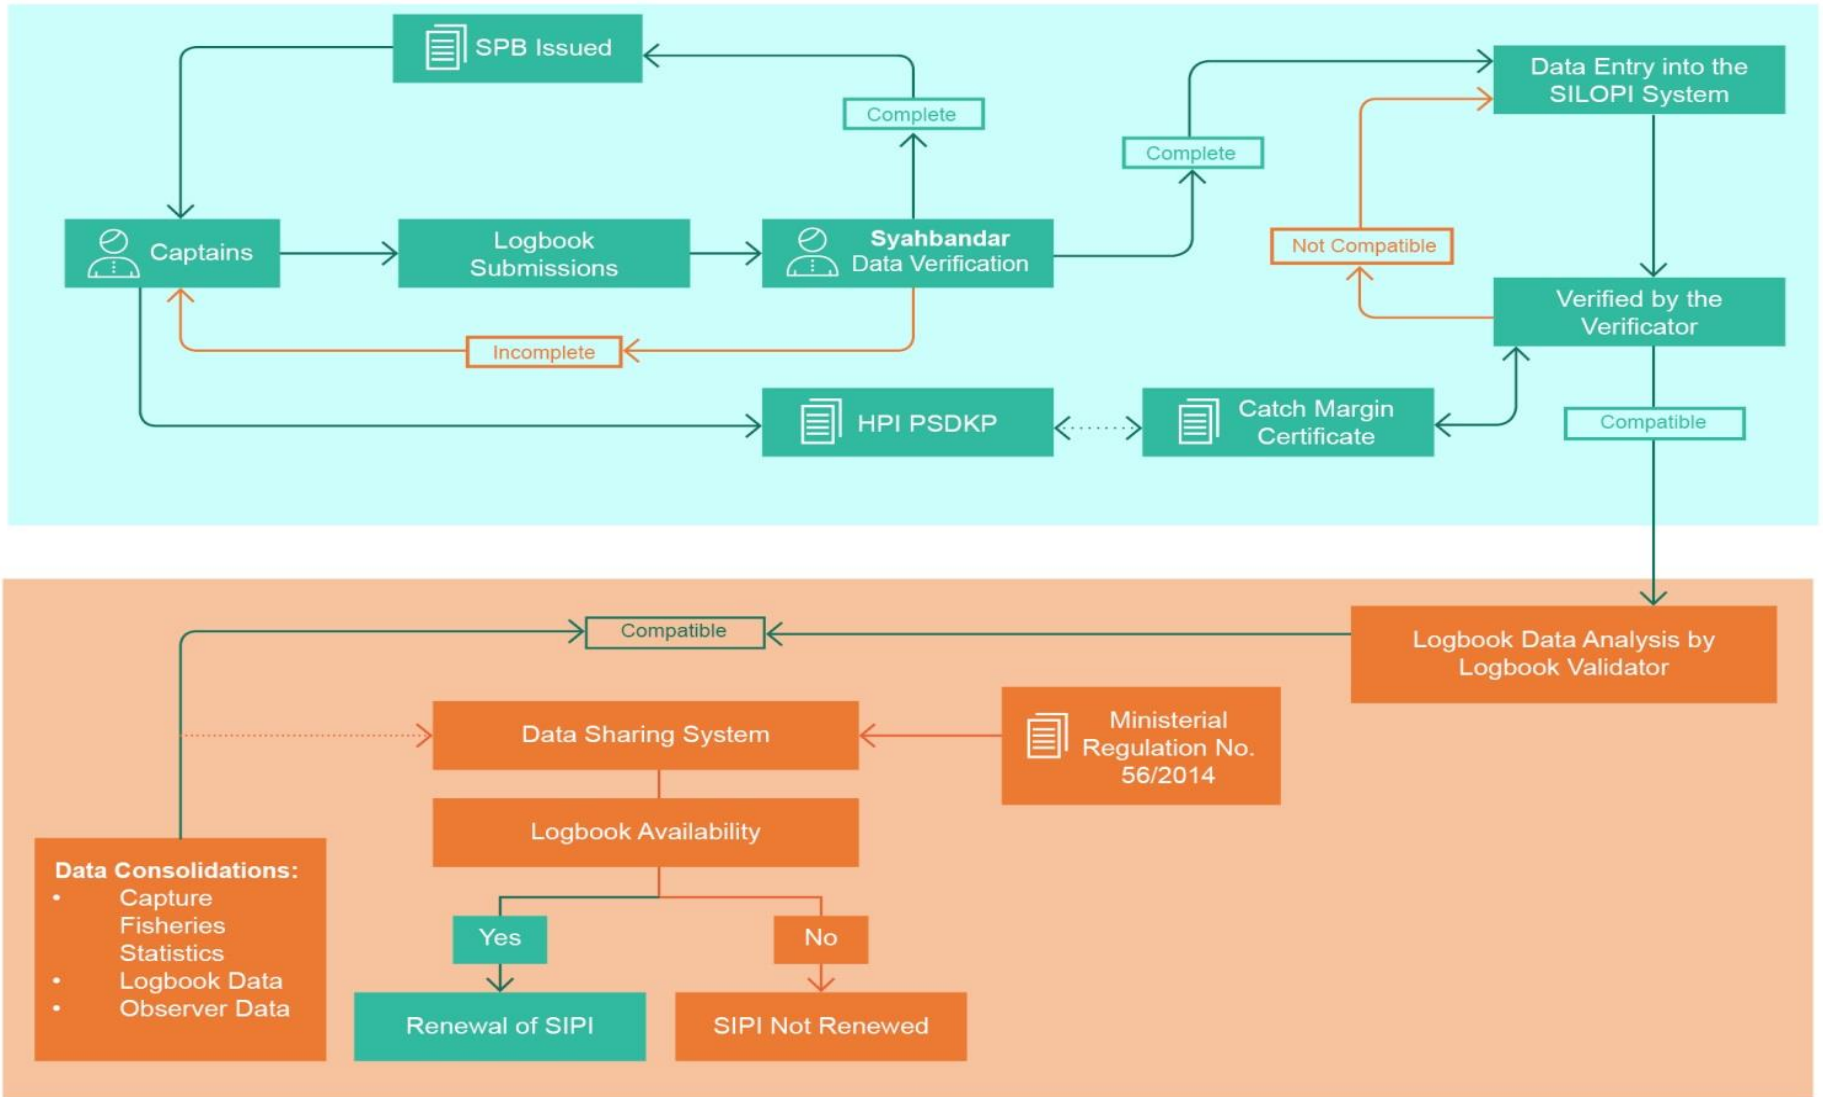 SPB Issued
Complete
Data Entry into the
SILOPI System
Complete
Captains
Logbook
Submissions
Syahbandar
Data Verification
Not Compatible
Verified by the
Verificator
Incomplete
HPI PSDKP
Catch Margin
Certificate
Compatible
Compatible
Logbook Data Analysis by
Logbook Validator
Data Sharing System
Ministerial
Regulation No.
56/2014
Logbook Availability
Data Consolidations:
• Capture
Fisheries
Statistics
• Logbook Data
• Observer Data
Yes
No
Renewal of SIPI
SIPI Not Renewed